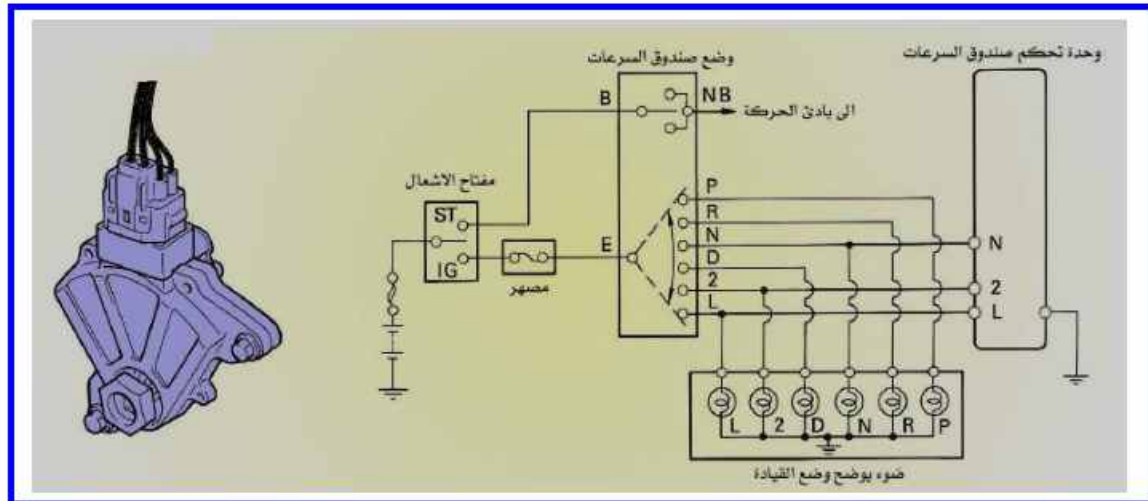 وضع صندوق السرعات
وحدة تحكم صندوق السرعات
B
NB
الى بادئ الحركة
مفتاح الاشعال
ST
IG
مصهر
E
P
R
N
D
2
L
N
2
L
L 2 D N R P
ضوء يوضح وضع القيادة